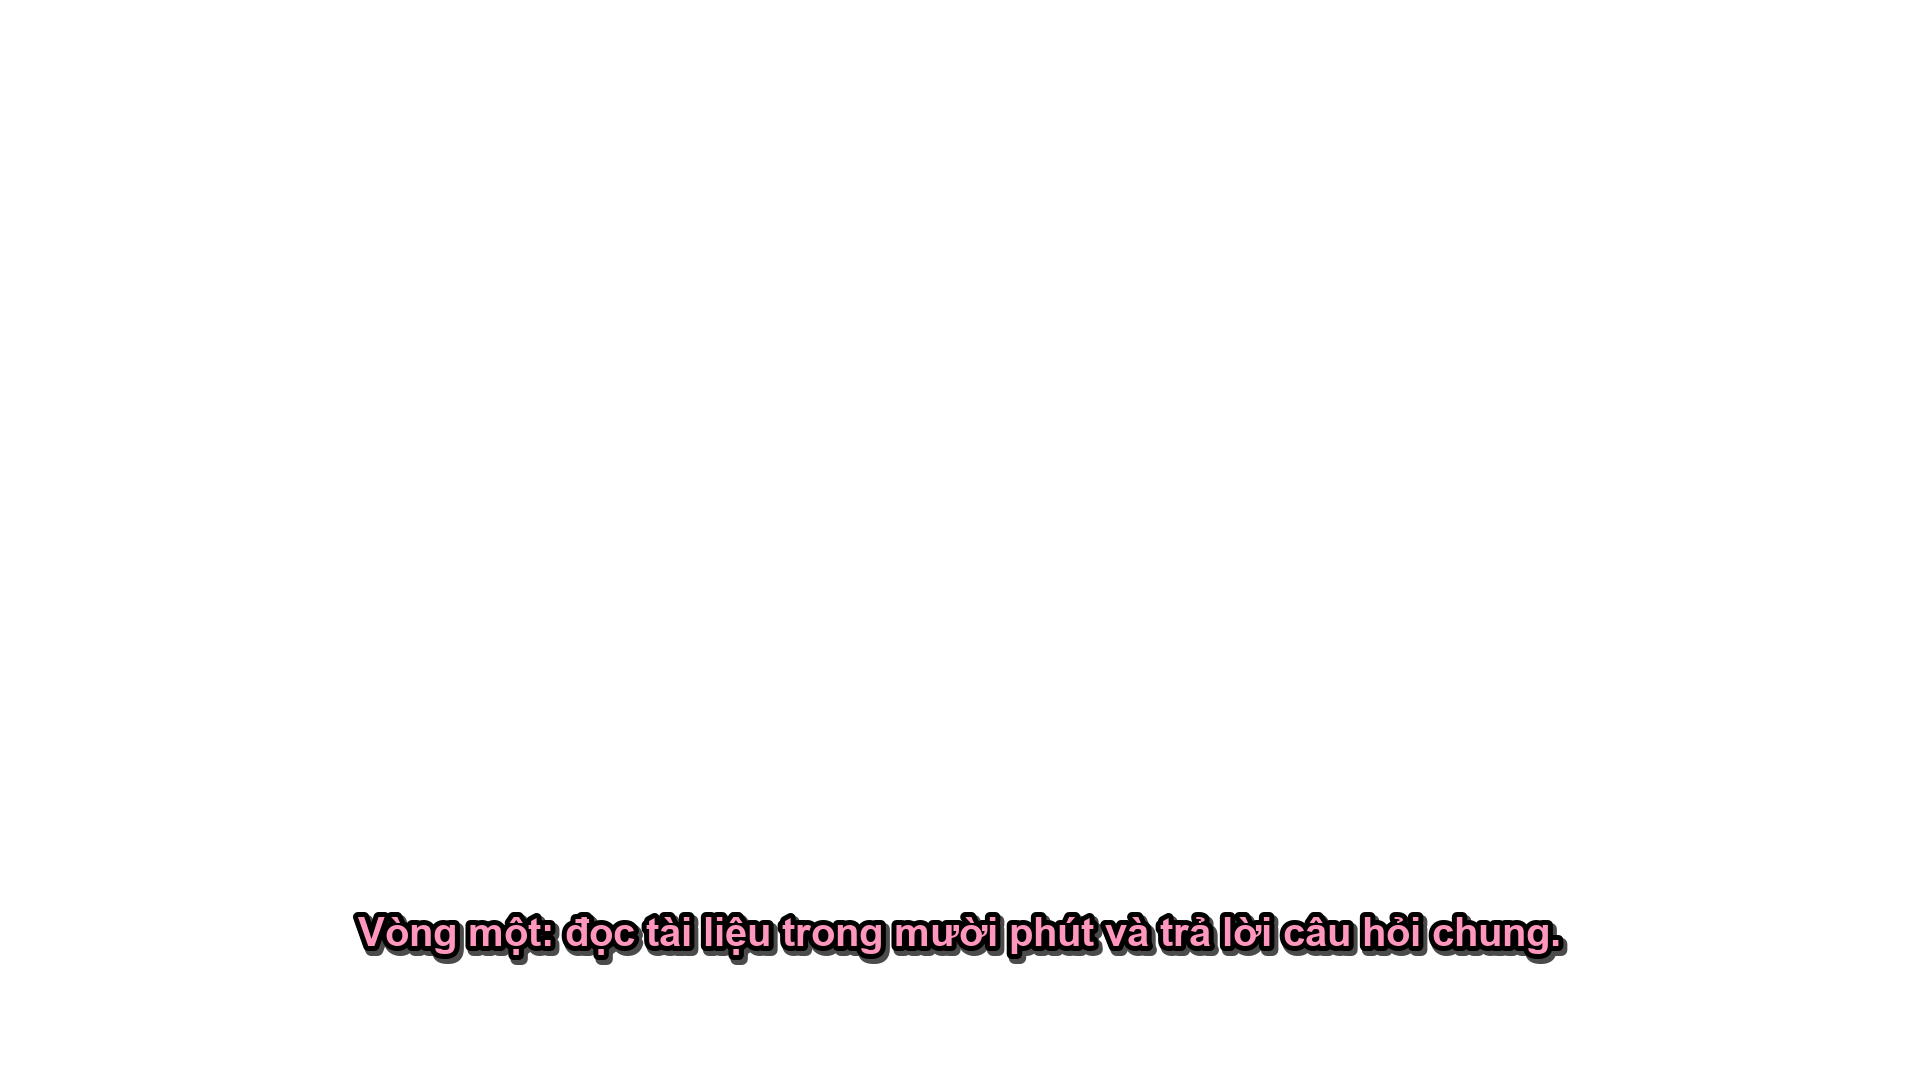 Vòng một: đọc tài liệu trong mười phút và trả lời câu hỏi chung.